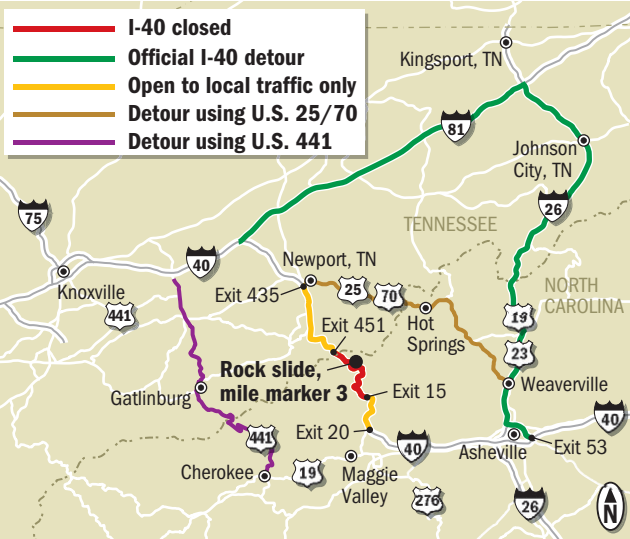 I-40 closed
Official I-40 detour
Open to local traffic only
Detour using U.S. 25/70
Detour using U.S. 441
Kingsport, TN
81
Johnson
City, TN
75
26
TENNESSEE
40
Newport, TN
NORTH
CAROLINA
Knoxville
Exit 435
25
70
441
Hot
Springs
19
Exit 451
23
Rock slide,
mile marker 3
Exit 15
Weaverville
Gatlinburg
Exit 20
40
40
441
Asheville
Exit 53
Cherokee
19
Maggie
Valley
276
26
N